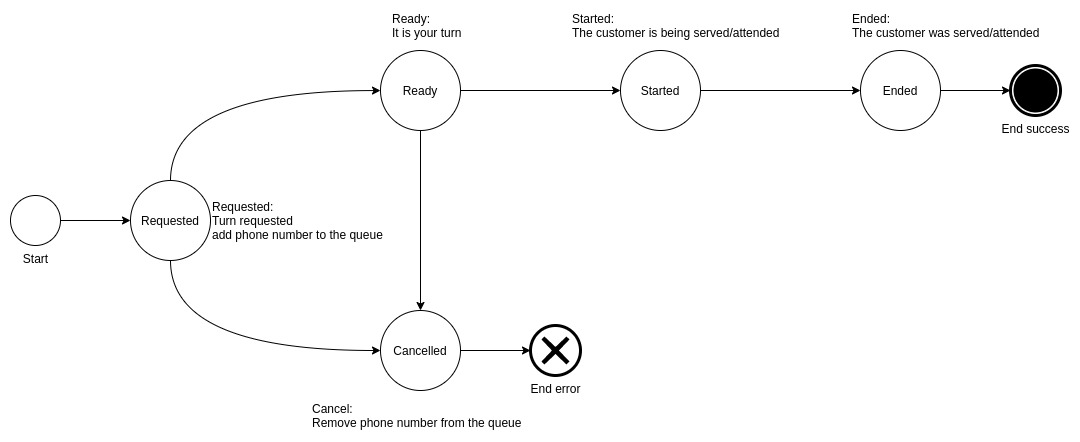 Ready:
It is your turn
Started:
The customer is being served/attended
Ended:
The customer was served/attended
Ready
Started
Ended
End success
Start
Requested
Requested:
Turn requested
add phone number to the queue
Cancelled
End error
Cancel:
Remove phone number from the queue